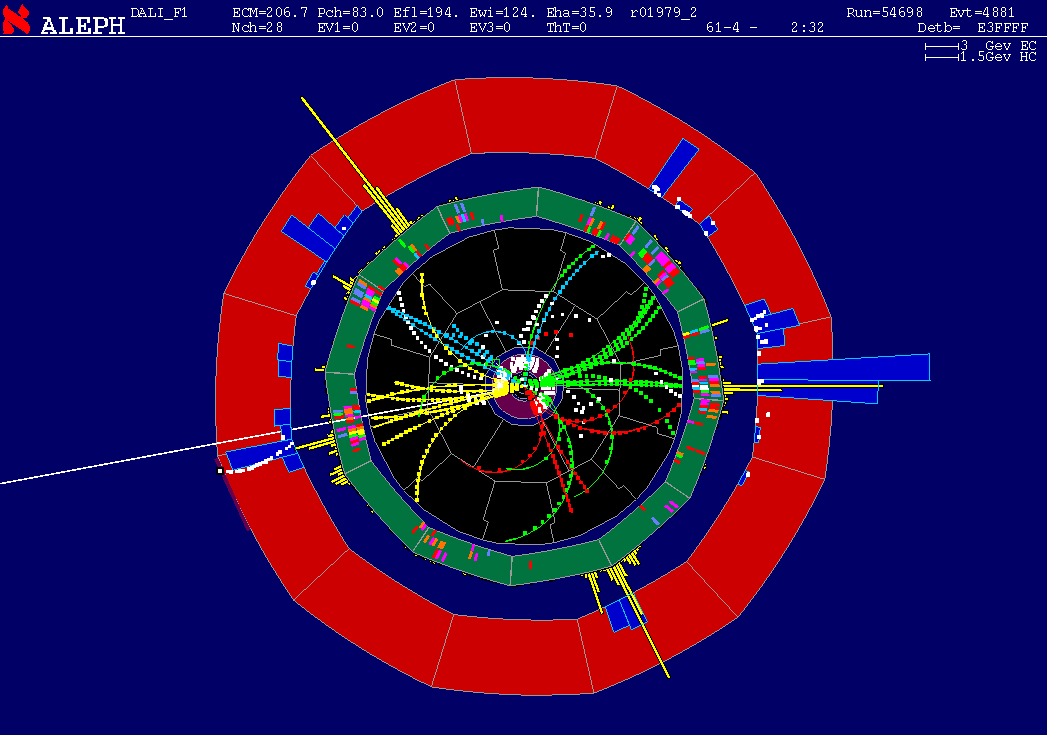 ALEPH DALI_F1 ECM=206.7 Pch=83.0 Efl=194. Ewi=124. Eha=35.9 r01979_2 Run=54698 Evt=4881
Nch=28 EV1=0 EV2=0 EV3=0 ThT=0 61-4 - 2:32 Detb= E3FFFF
3 Gev EC
1.5Gev HC